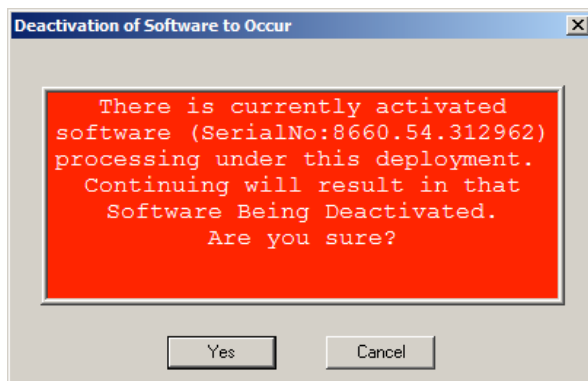 Deactivation of Software to Occur
There is currently activated
software (SerialNo:8660.54.312962)
processing under this deployment.
Continuing will result in that
Software Being Deactivated.
Are you sure?
Yes Cancel